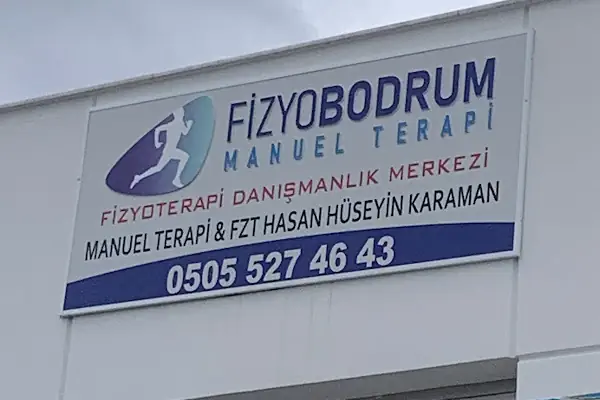 FİZYOBODRUM
MANUEL TERAPİ
FİZYOTERAPİ DANIŞMANLIK MERKEZİ
MANUEL TERAPİ & FZT HASAN HÜSEYİN KARAMAN
0505 527 46 43